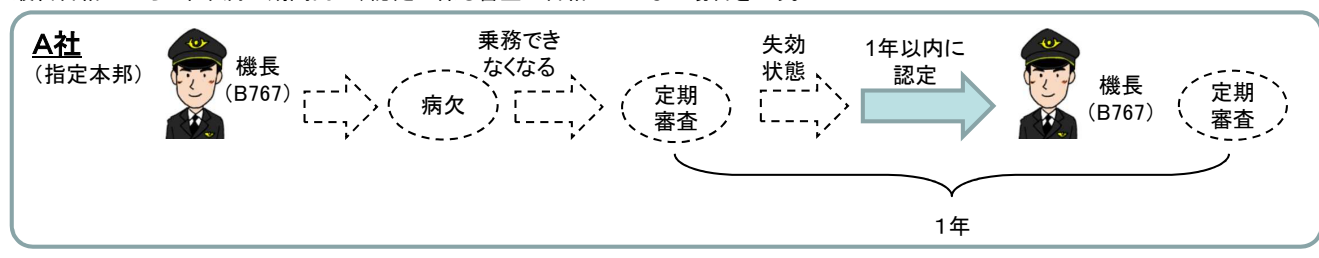 A社
（指定本邦）
機長
（B767）
病欠
乗務でき
なくなる
定期
審査
失効
状態
1年以内に
認定
機長
（B767）
定期
審査
１年